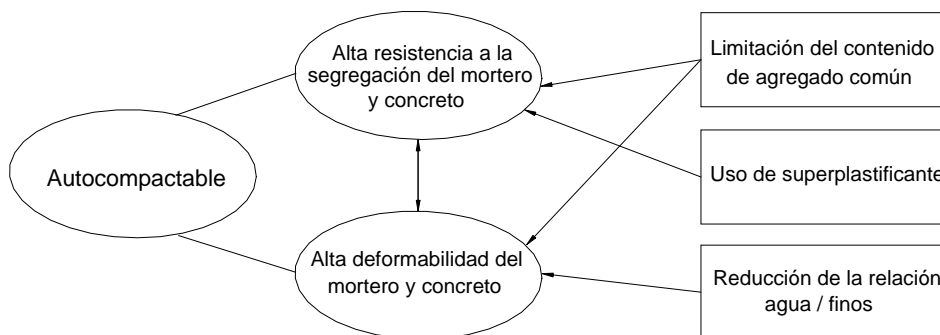 Autocompactable
Alta resistencia a la
segregación del mortero
y concreto
Alta deformabilidad del
mortero y concreto
Limitación del contenido
de agregado común
Uso de superplastificante
Reducción de la relación
agua / finos